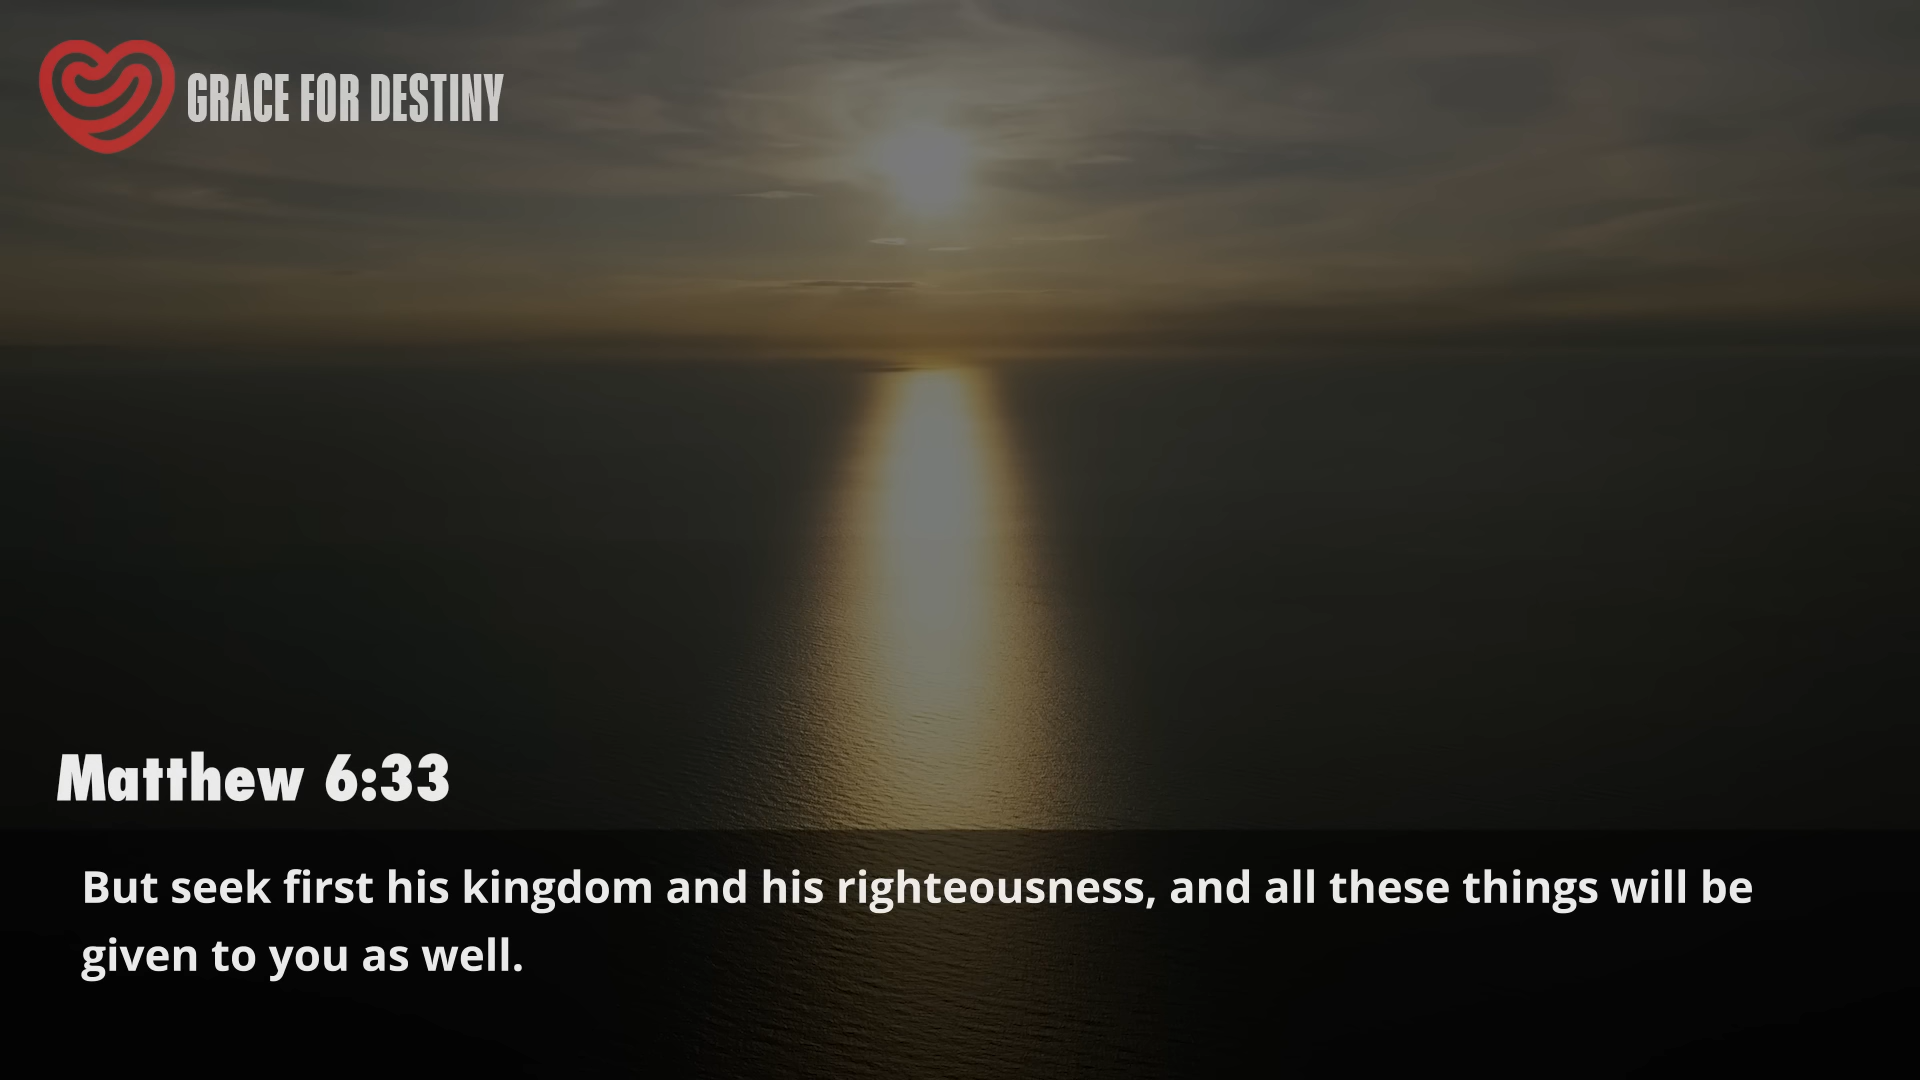 GRACE FOR DESTINY
Matthew 6:33
But seek first his kingdom and his righteousness, and all these things will be
given to you as well.